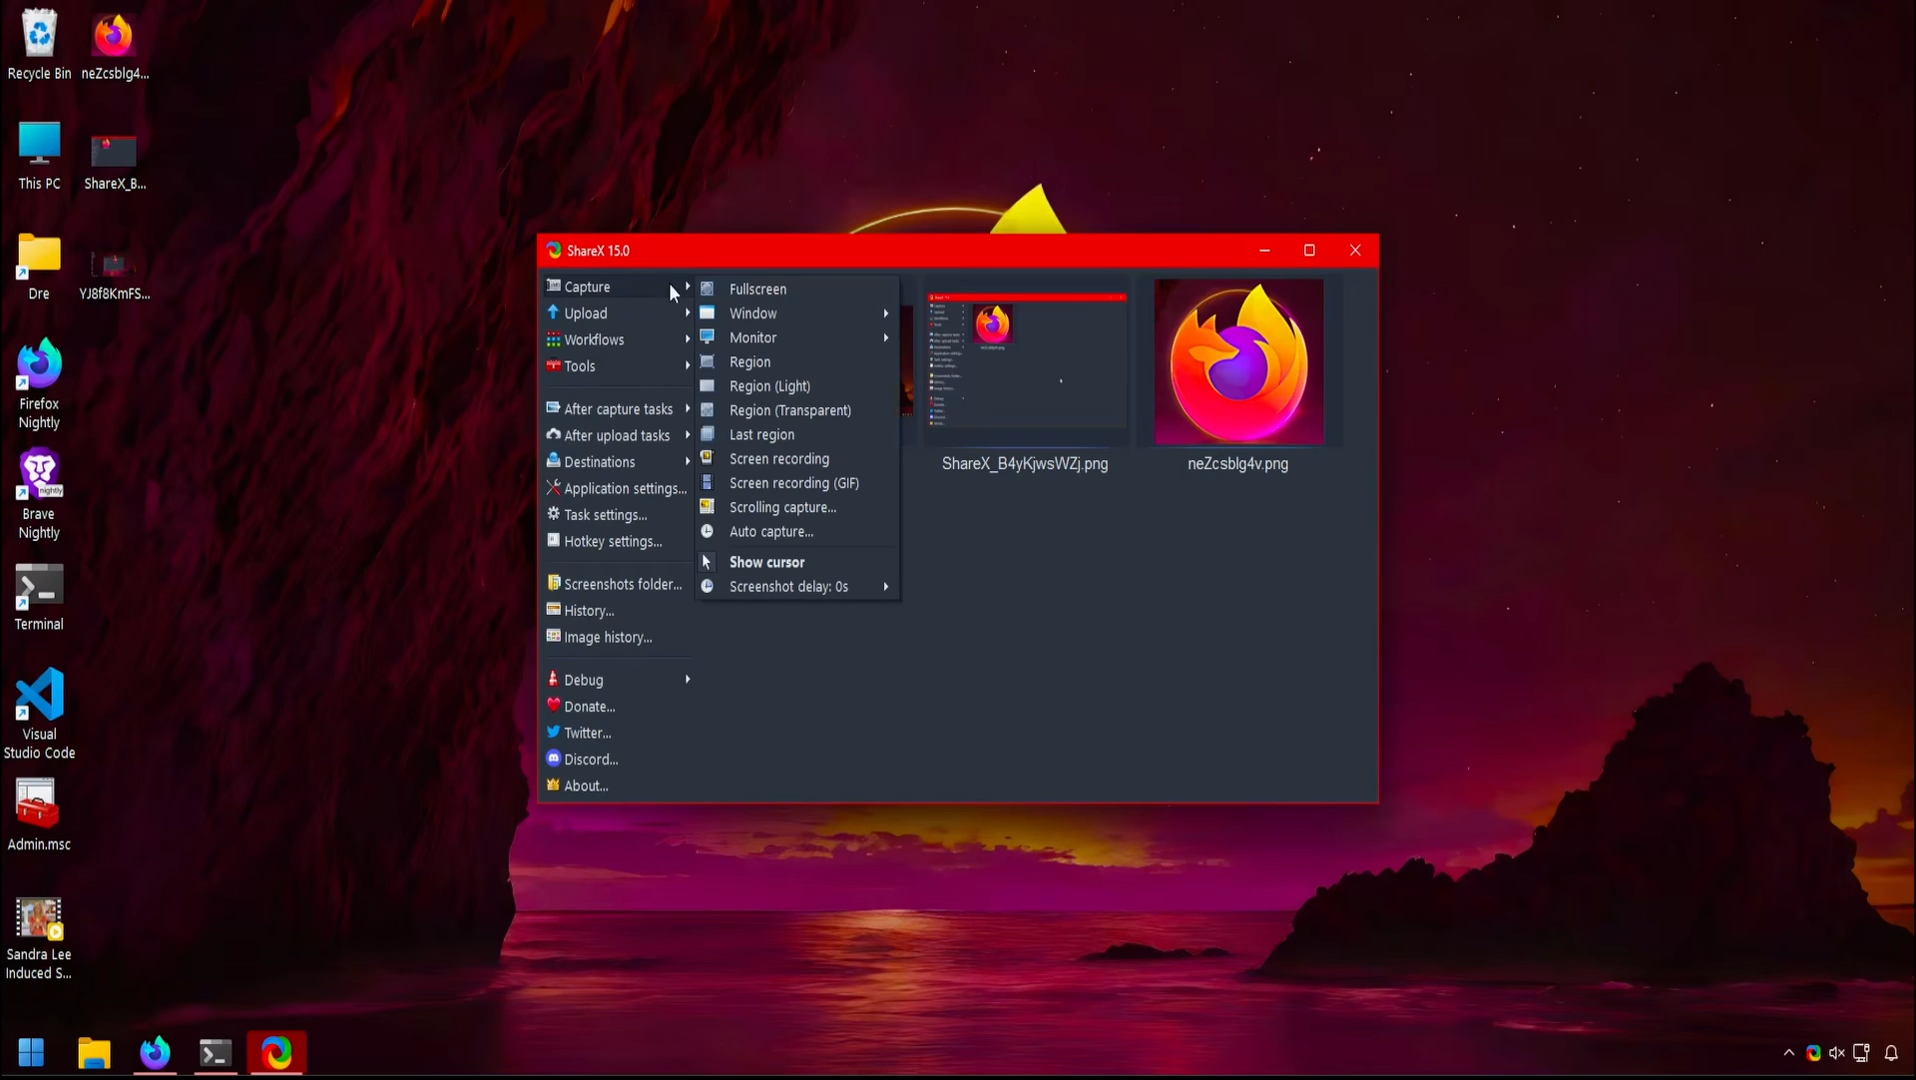 Recycle Bin
neZcsblg4...
This PC
ShareX_B...
Dre
YJ8f8KmFS...
Firefox
Nightly
Brave
Nightly
Terminal
Visual
Studio Code
Admin.msc
Sandra Lee
Induced S...
ShareX 15.0
Capture
Upload
Workflows
Tools
After capture tasks
After upload tasks
Destinations
Application settings...
Task settings...
Hotkey settings...
Screenshots folder...
History...
Image history...
Debug
Donate...
Twitter...
Discord...
About...
Fullscreen
Window
Monitor
Region
Region (Light)
Region (Transparent)
Last region
Screen recording
Screen recording (GIF)
Scrolling capture...
Auto capture...
Show cursor
Screenshot delay: 0s
ShareX_B4yKjwsWZj.png
neZcsblg4v.png